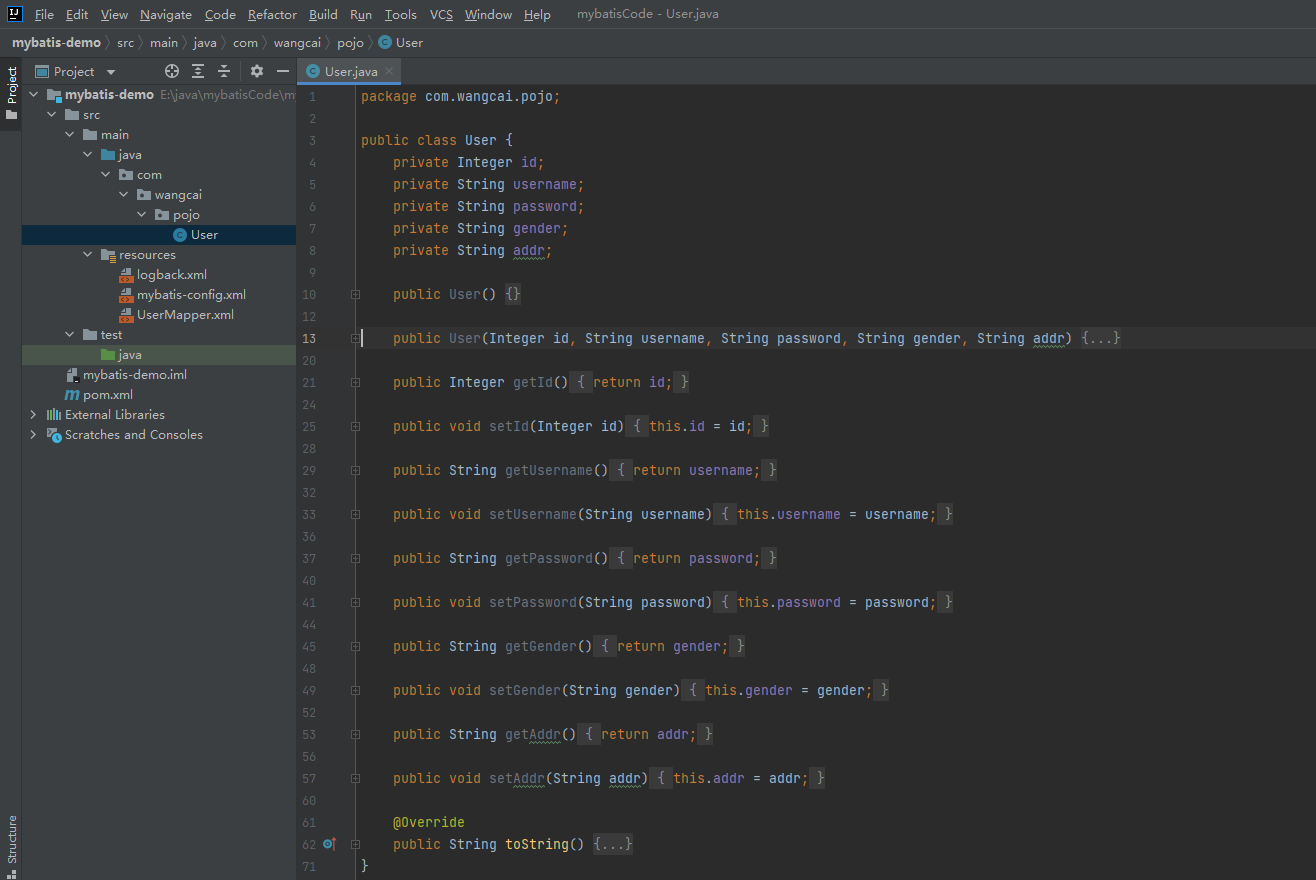 File Edit View Navigate Code Refactor Build Run Tools VCS Window Help mybatisCode - User.java
mybatis-demo src main java com wangcai pojo User
Project
Project
mybatis-demo E:\java\mybatisCode\my
src
main
java
com
wangcai
pojo
User
resources
logback.xml
mybatis-config.xml
UserMapper.xml
test
java
mybatis-demo.iml
pom.xml
External Libraries
Scratches and Consoles
Structure
User.java
1 package com.wangcai.pojo;
2
3 public class User {
4 private Integer id;
5 private String username;
6 private String password;
7 private String gender;
8 private String addr;
9
10 public User() {}
12
13 public User(Integer id, String username, String password, String gender, String addr) {...}
20
21 public Integer getId() { return id; }
24
25 public void setId(Integer id) { this.id = id; }
28
29 public String getUsername() { return username; }
32
33 public void setUsername(String username) { this.username = username; }
36
37 public String getPassword() { return password; }
40
41 public void setPassword(String password) { this.password = password; }
44
45 public String getGender() { return gender; }
48
49 public void setGender(String gender) { this.gender = gender; }
52
53 public String getAddr() { return addr; }
56
57 public void setAddr(String addr) { this.addr = addr; }
60
61 @Override
62 public String toString() {...}
71 }